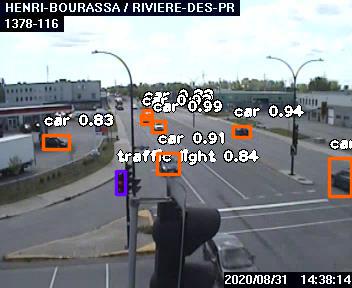 HENRI-BOURASSA / RIVIERE-DES-PR
1378-116
car 0.99
car 0.94
car 0.83
car 0.91
traffic light 0.84
car
2020/08/31 14:38:14